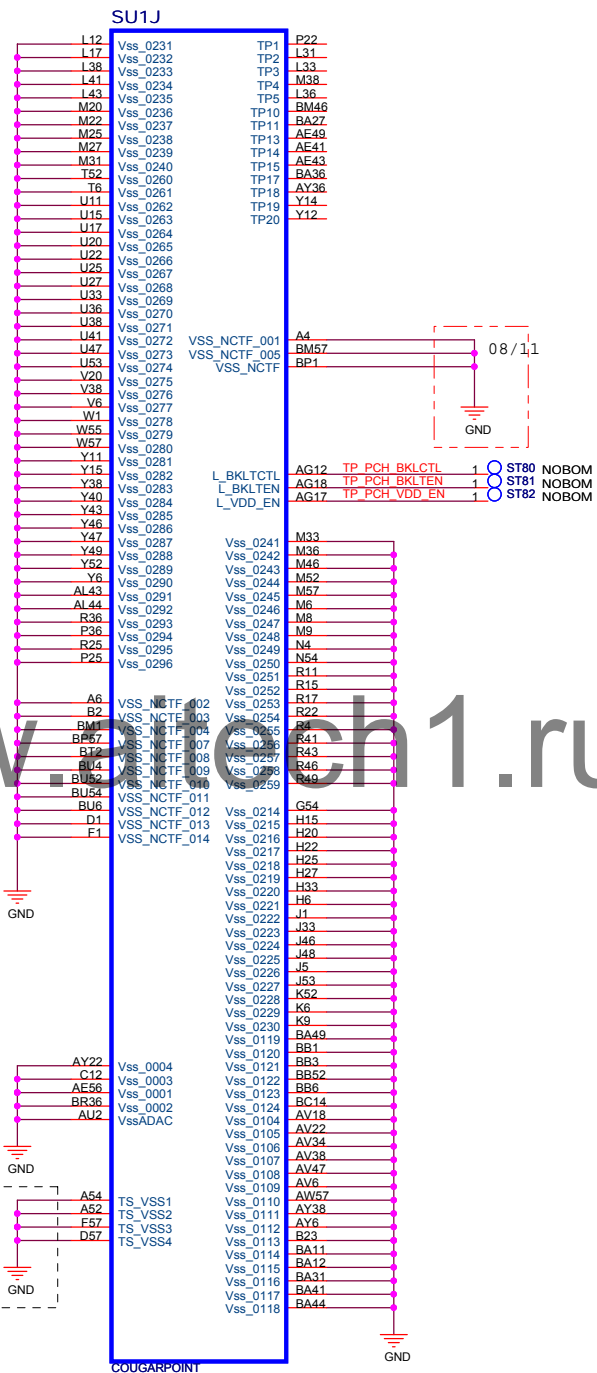 SU1J
L12 Vss_0231 TP1 P22
L17 Vss_0232 TP2 L31
L38 Vss_0233 TP3 L33
L41 Vss_0234 TP4 M38
L43 Vss_0235 TP5 L36
M20 Vss_0236 TP10 BM46
M22 Vss_0237 TP11 BA27
M25 Vss_0238 TP13 AE49
M27 Vss_0239 TP14 AE41
M31 Vss_0240 TP15 AE43
T52 Vss_0260 TP17 BA36
T6 Vss_0261 TP18 AY36
U11 Vss_0262 TP19 Y14
U15 Vss_0263 TP20 Y12
U17 Vss_0264
U20 Vss_0265
U22 Vss_0266
U25 Vss_0267
U27 Vss_0268
U33 Vss_0269
U36 Vss_0270
U38 Vss_0271
U41 Vss_0272 VSS_NCTF_001 A4
08/11
U47 Vss_0273 VSS_NCTF_005 BM57
U53 Vss_0274 VSS_NCTF BP1
V20 Vss_0275
V38 Vss_0276
V6 Vss_0277
W1 Vss_0278
GND
W55 Vss_0279
W57 Vss_0280
Y11 Vss_0281
Y15 Vss_0282 L_BKLTCTL AG12 TP_PCH_BKLCTL 1 ST80 NOBOM
Y38 Vss_0283 L_BKLTEN AG18 TP_PCH_BKLTEN 1 ST81 NOBOM
Y40 Vss_0284 L_VDD_EN AG17 TP_PCH_VDD_EN 1 ST82 NOBOM
Y43 Vss_0285
Y46 Vss_0286
Y47 Vss_0287 Vss_0241 M33
Y49 Vss_0288 Vss_0242 M36
Y52 Vss_0289 Vss_0243 M46
Y6 Vss_0290 Vss_0244 M52
AL43 Vss_0291 Vss_0245 M57
AL44 Vss_0292 Vss_0246 M6
R36 Vss_0293 Vss_0247 M8
P36 Vss_0294 Vss_0248 M9
R25 Vss_0295 Vss_0249 N4
P25 Vss_0296 Vss_0250 N54
Vss_0251 R11
Vss_0252 R15
A6 VSS_NCTF_002 Vss_0253 R17
B2 VSS_NCTF_003 Vss_0254 R22
BM1 VSS_NCTF_004 Vss_0255 R4
BP57 VSS_NCTF_007 Vss_0256 R41
BT2 VSS_NCTF_008 Vss_0257 R43
BU4 VSS_NCTF_009 Vss_0258 R46
BU52 VSS_NCTF_010 Vss_0259 R49
w.aitech1.ru
BU54 VSS_NCTF_011
BU6 VSS_NCTF_012 Vss_0214 G54
D1 VSS_NCTF_013 Vss_0215 H15
F1 VSS_NCTF_014 Vss_0216 H20
Vss_0217 H22
Vss_0218 H25
Vss_0219 H27
Vss_0220 H33
Vss_0221 H6
GND
Vss_0222 J1
Vss_0223 J33
Vss_0224 J46
Vss_0225 J48
Vss_0226 J5
Vss_0227 J53
Vss_0228 K52
Vss_0229 K6
Vss_0230 K9
Vss_0119 BA49
Vss_0120 BB1
AY22 Vss_0004 Vss_0121 BB3
C12 Vss_0003 Vss_0122 BB52
AE56 Vss_0001 Vss_0123 BB6
BR36 Vss_0002 Vss_0124 BC14
AU2 VssADAC Vss_0104 AV18
Vss_0105 AV22
Vss_0106 AV34
Vss_0107 AV38
GND
Vss_0108 AV47
Vss_0109 AV6
A54 TS_VSS1 Vss_0110 AW57
A52 TS_VSS2 Vss_0111 AY38
F57 TS_VSS3 Vss_0112 AY6
D57 TS_VSS4 Vss_0113 B23
Vss_0114 BA11
Vss_0115 BA12
Vss_0116 BA31
GND
Vss_0117 BA41
Vss_0118 BA44
GND
COUGARPOINT